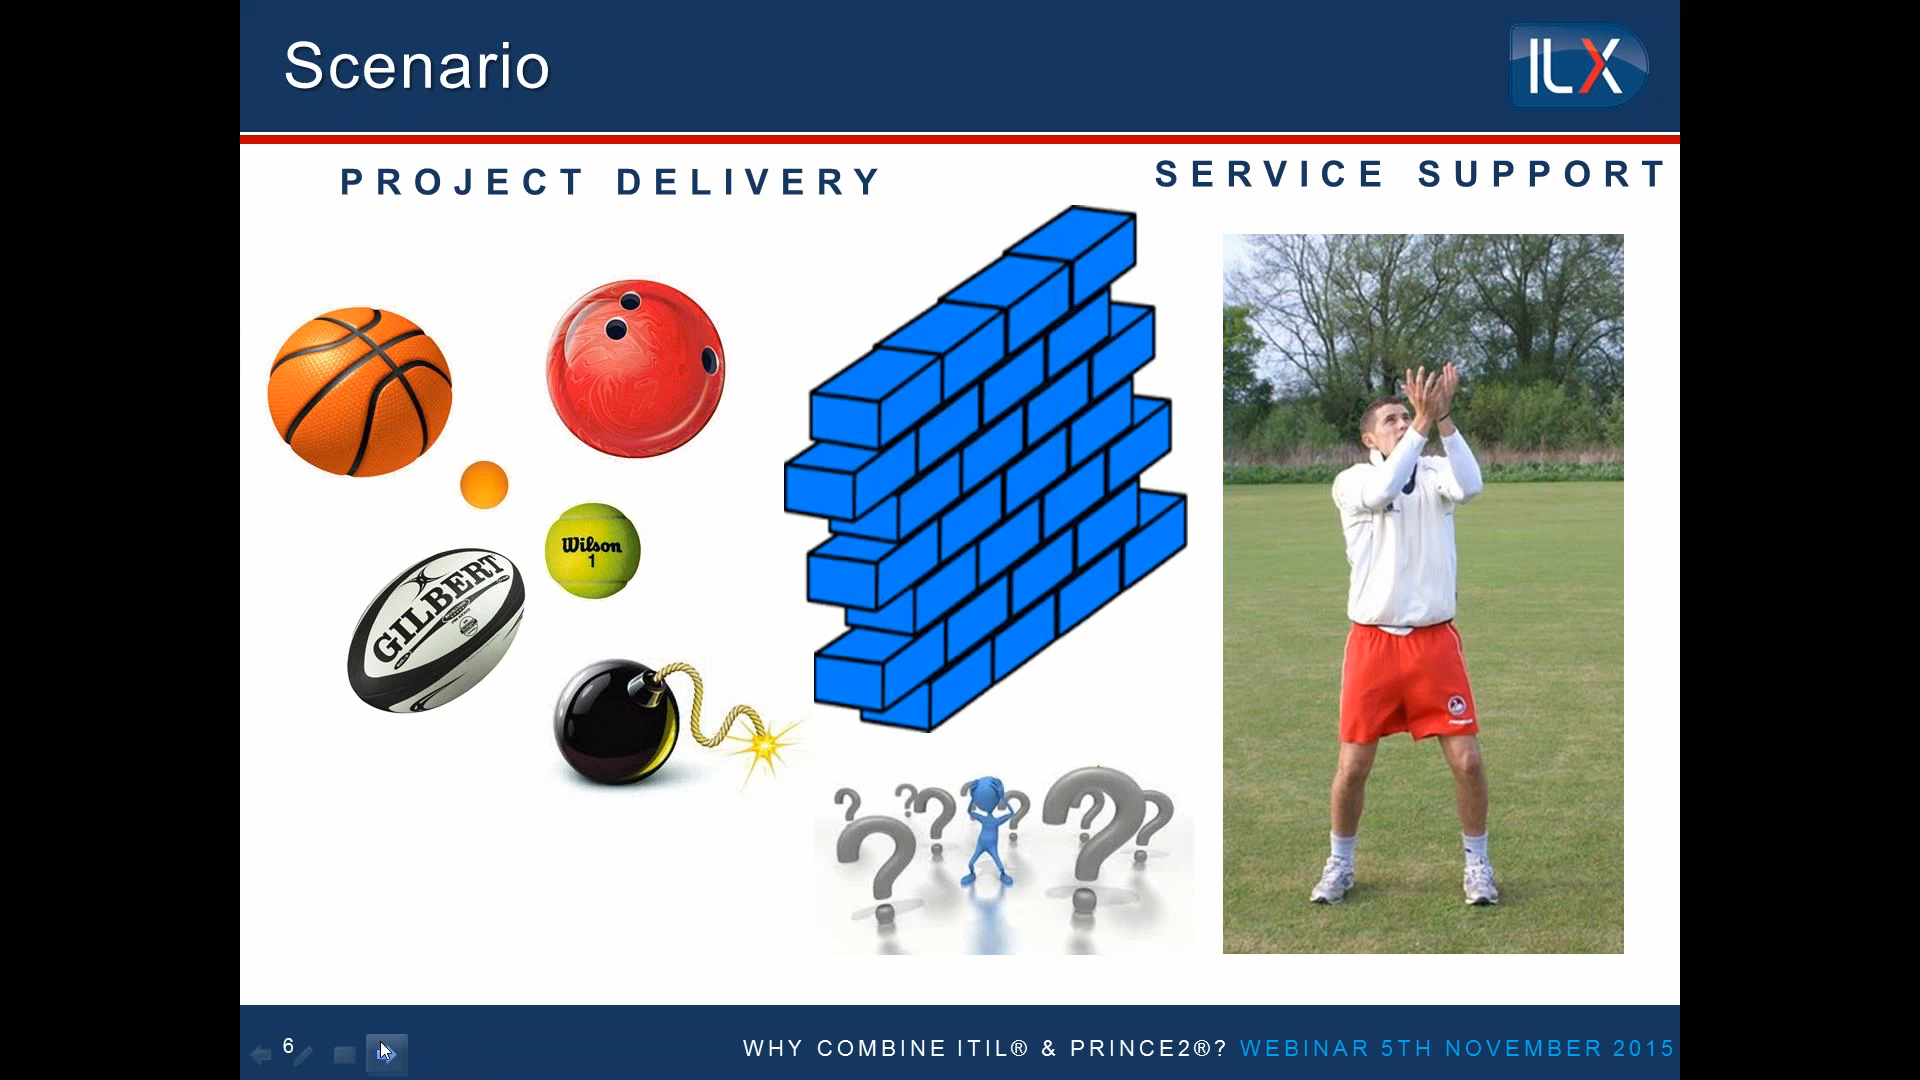 Scenario
ILX
PROJECT DELIVERY
SERVICE SUPPORT
Wilson
1
GILBERT
? ? ? ? ? ? ? ?
6
WHY COMBINE ITIL® & PRINCE2®? WEBINAR 5TH NOVEMBER 2015